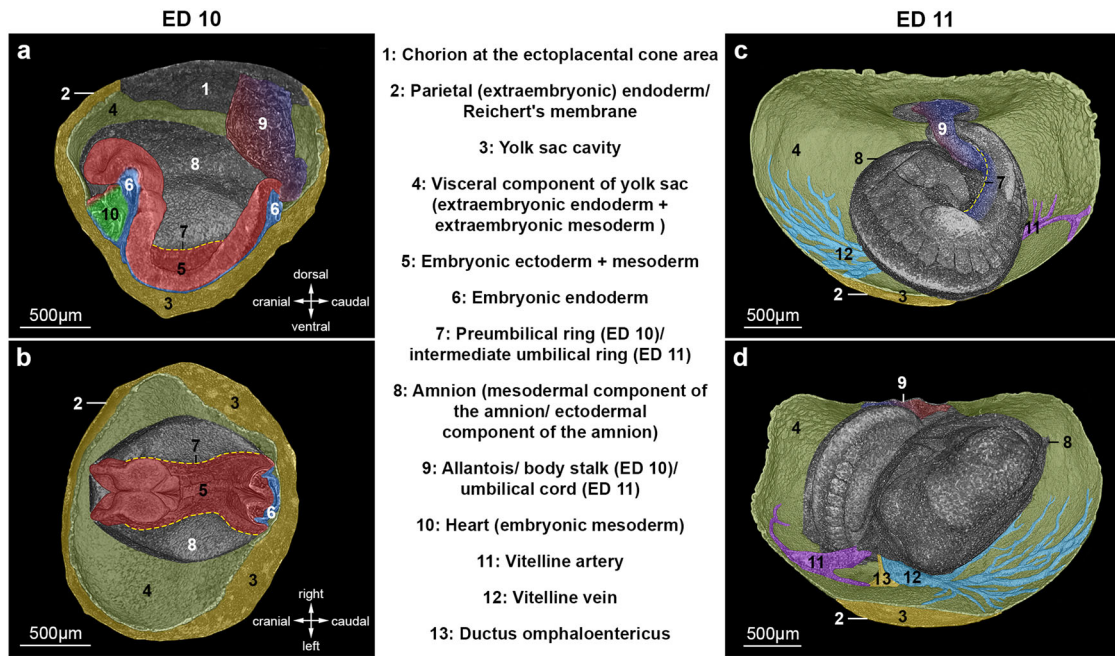 ED 10
ED 11
a
1
2
4
9
8
6
6
10
7
5
3
dorsal
cranial caudal
ventral
500µm
b
2
3
7
5
6
8
4
3
right
cranial caudal
left
500µm
1: Chorion at the ectoplacental cone area
2: Parietal (extraembryonic) endoderm/
Reichert's membrane
3: Yolk sac cavity
4: Visceral component of yolk sac
(extraembryonic endoderm +
extraembryonic mesoderm )
5: Embryonic ectoderm + mesoderm
6: Embryonic endoderm
7: Preumbilical ring (ED 10)/
intermediate umbilical ring (ED 11)
8: Amnion (mesodermal component of
the amnion/ ectodermal
component of the amnion)
9: Allantois/ body stalk (ED 10)/
umbilical cord (ED 11)
10: Heart (embryonic mesoderm)
11: Vitelline artery
12: Vitelline vein
13: Ductus omphaloentericus
c
9
4
8
7
11
12
2
3
500µm
d
9
4
8
11
13
12
2
3
500µm